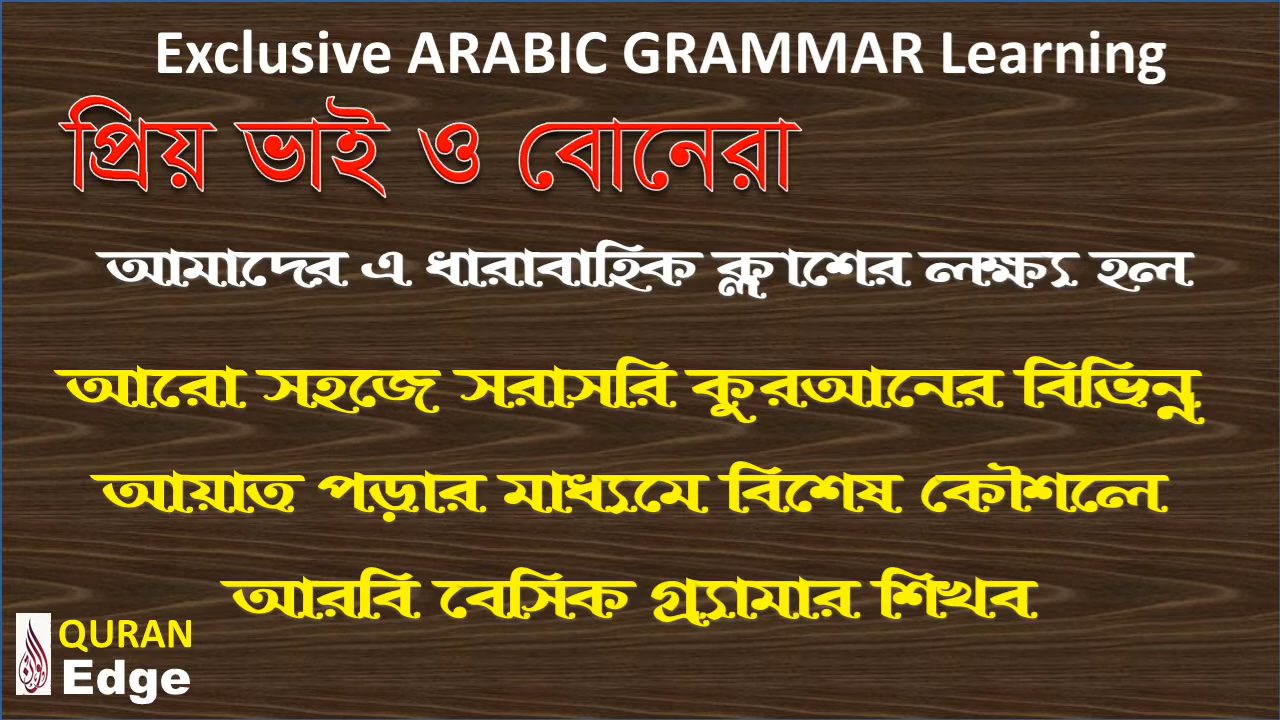 Exclusive ARABIC GRAMMAR Learning
প্রিয় ভাই ও বোনেরা
আমাদের এ ধারাবাহিক ক্লাশের লক্ষ্য হল
আরো সহজে সরাসরি কুরআনের বিভিন্ন
আয়াত পড়ার মাধ্যমে বিশেষ কৌশলে
আরবি বেসিক গ্র্যামার শিখব
QURAN
Edge